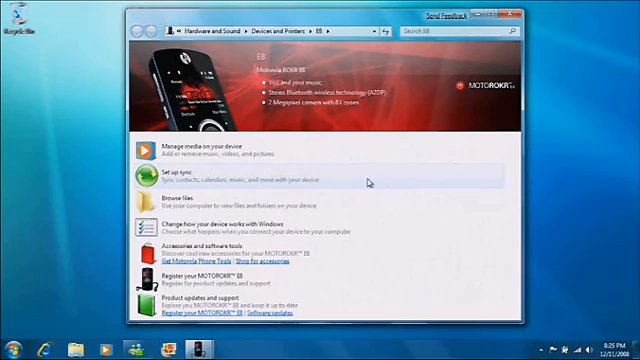 Send Feedback
Hardware and Sound ▸ Devices and Printers ▸ E8 ▸
Search E8
E8
Motorola ROKR E8
• You and your music
• Stereo Bluetooth wireless technology (A2DP)
• 2 Megapixel camera with 8X zoom
MOTOROKR E8
Manage media on your device
Add or remove music, videos, and pictures
Set up sync
Sync contacts, calendars, music, and more with your device
Browse files
Use your computer to view files and folders on your device
Change how your device works with Windows
Choose what happens when you connect your device to your computer
Accessories and software tools
Discover cool new accessories for your MOTOROKR™ E8
Get Motorola Phone Tools | Shop for accessories
Register your MOTOROKR™ E8
Register for product updates and support
Product updates and support
Explore you MOTOROKR E8 and keep it up to date
Register your MOTOROKR™ E8 | Software updates
Recycle Bin
8:25 PM
12/11/2008